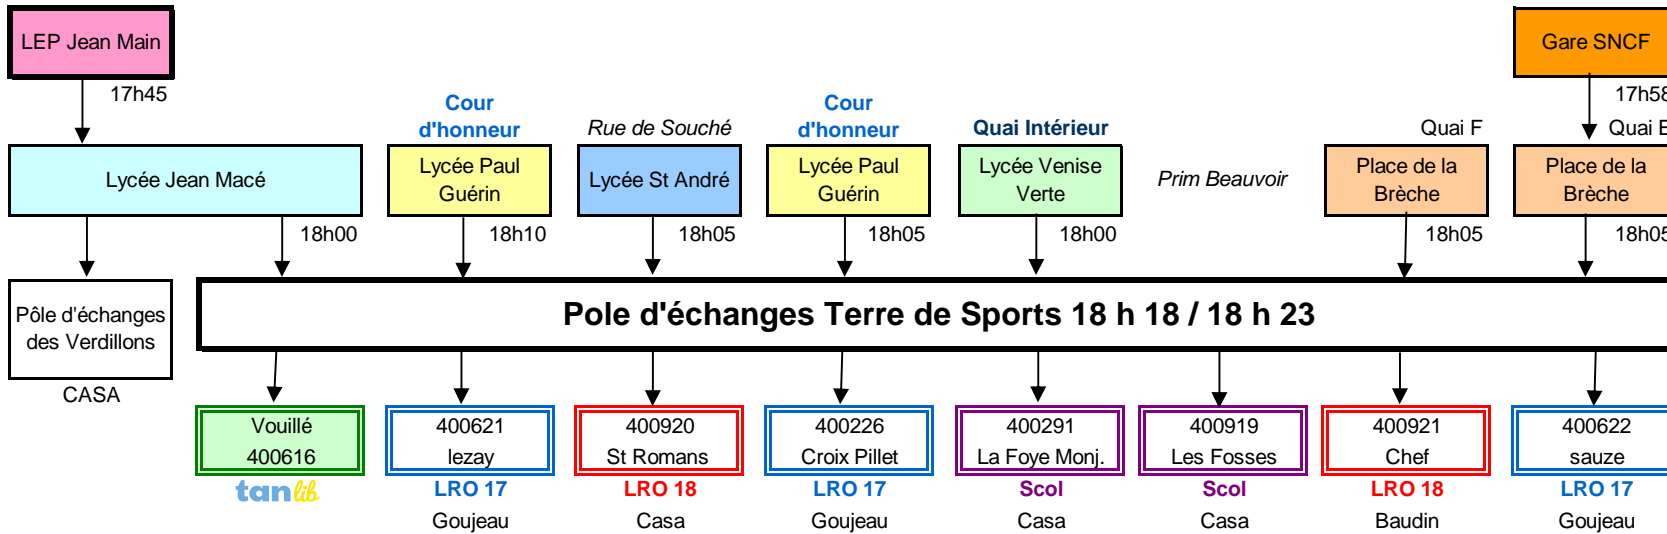 LEP Jean Main
Gare SNCF
17h45
17h58
Cour
d'honneur
Rue de Souché
Cour
d'honneur
Quai Intérieur
Quai F
Quai E
Lycée Jean Macé
Lycée Paul
Guérin
Lycée St André
Lycée Paul
Guérin
Lycée Venise
Verte
Prim Beauvoir
Place de la
Brèche
Place de la
Brèche
18h00
18h10
18h05
18h05
18h00
18h05
18h05
Pôle d'échanges
des Verdillons
CASA
Pole d'échanges Terre de Sports 18 h 18 / 18 h 23
Vouillé
400616
tanlib
400621
lezay
LRO 17
Goujeau
400920
St Romans
LRO 18
Casa
400226
Croix Pillet
LRO 17
Goujeau
400291
La Foye Monj.
Scol
Casa
400919
Les Fosses
Scol
Casa
400921
Chef
LRO 18
Baudin
400622
sauze
LRO 17
Goujeau